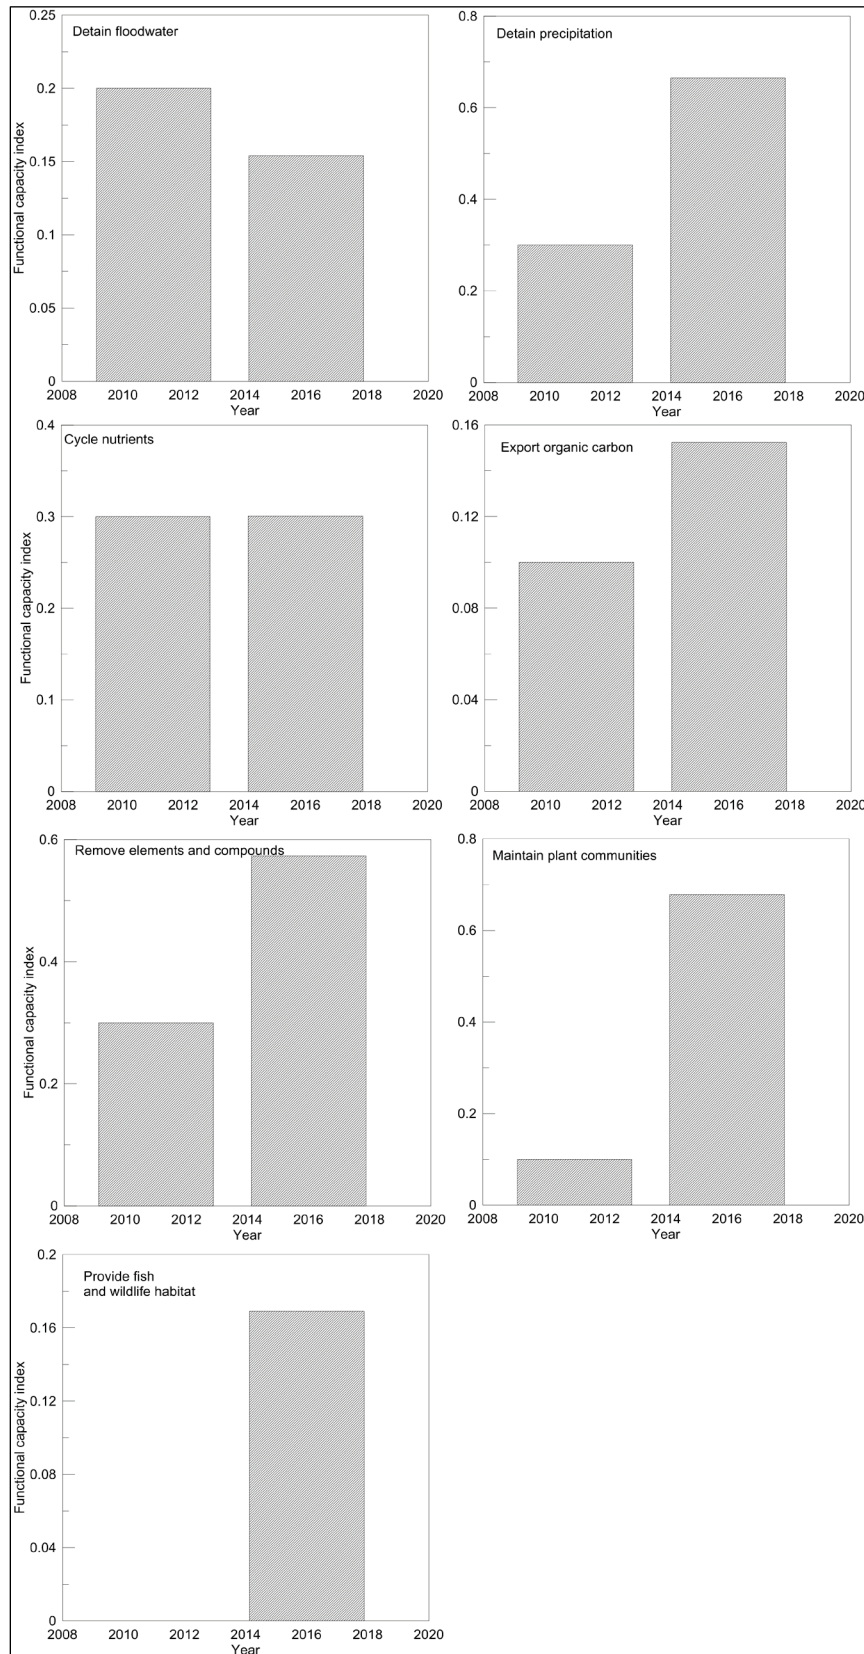 Detain floodwater
Functional capacity index
0.25
0.2
0.15
0.1
0.05
0
2008 2010 2012 2014 2016 2018 2020
Year
Detain precipitation
0.8
0.6
0.4
0.2
0
2008 2010 2012 2014 2016 2018 2020
Year
Cycle nutrients
Functional capacity index
0.4
0.3
0.2
0.1
0
2008 2010 2012 2014 2016 2018 2020
Year
Export organic carbon
0.16
0.12
0.08
0.04
0
2008 2010 2012 2014 2016 2018 2020
Year
Remove elements and compounds
Functional capacity index
0.6
0.4
0.2
0
2008 2010 2012 2014 2016 2018 2020
Year
Maintain plant communities
0.8
0.6
0.4
0.2
0
2008 2010 2012 2014 2016 2018 2020
Year
Provide fish
and wildlife habitat
Functional capacity index
0.2
0.16
0.12
0.08
0.04
0
2008 2010 2012 2014 2016 2018 2020
Year